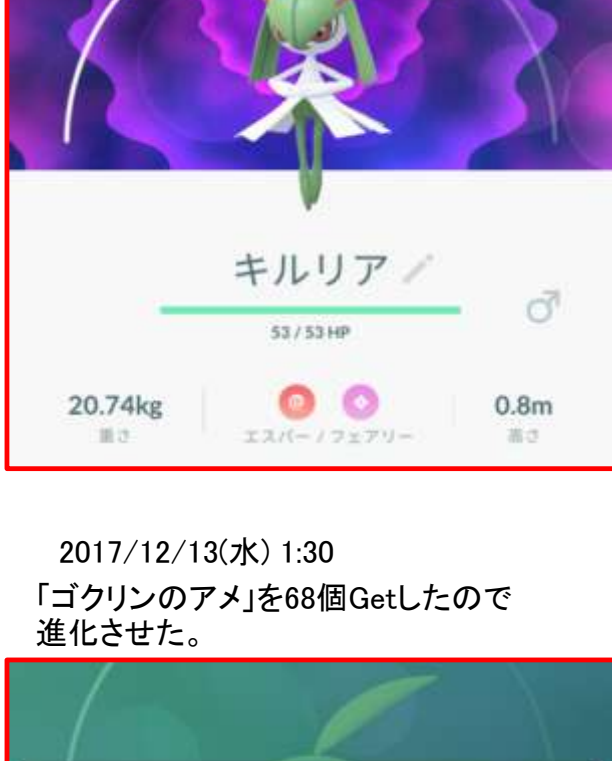 キルリア
♂
53 / 53 HP
20.74kg
0.8m
重さ
エスパー / フェアリー
高さ
2017/12/13(水) 1:30
「ゴクリンのアメ」を68個Getしたので
進化させた。